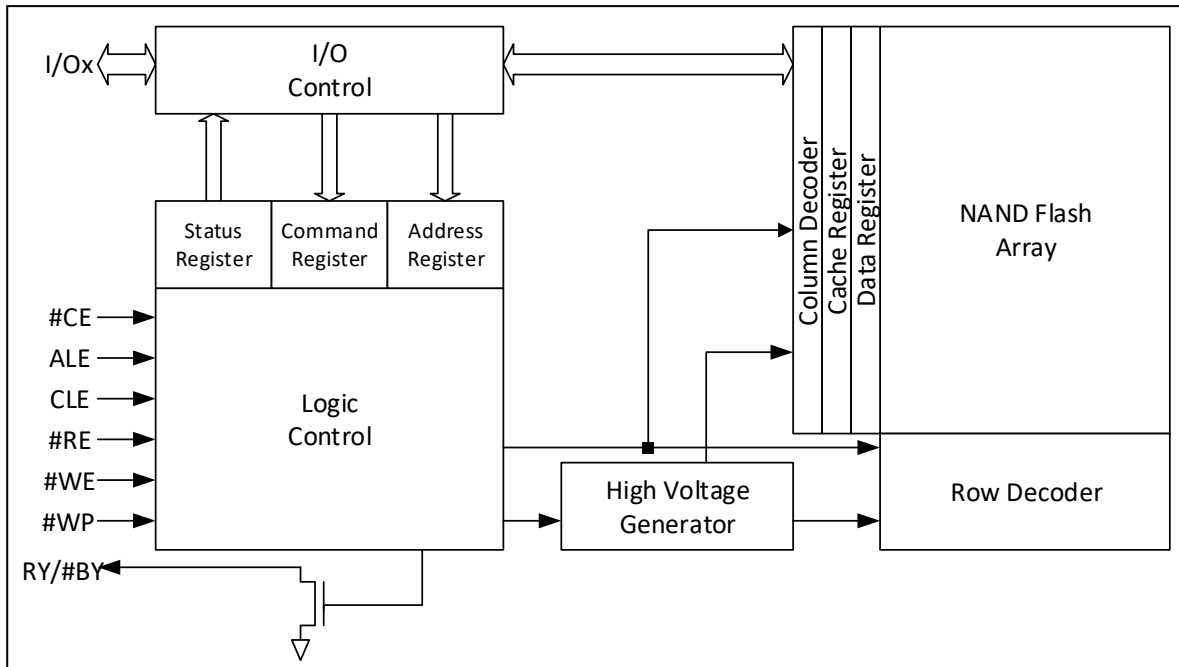 I/Ox
I/O
Control
Status
Register
Command
Register
Address
Register
#CE
ALE
CLE
#RE
#WE
#WP
RY/#BY
Logic
Control
High Voltage
Generator
Column Decoder
Cache Register
Data Register
NAND Flash
Array
Row Decoder